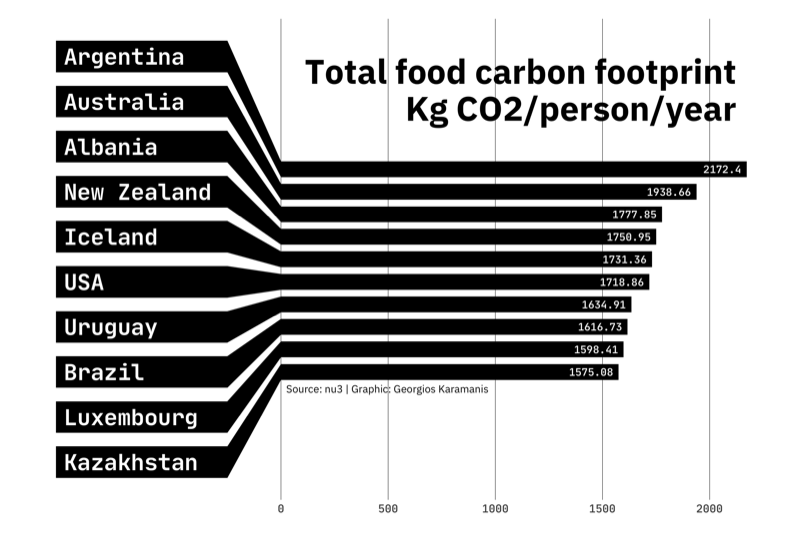 Total food carbon footprint
Kg CO2/person/year
Argentina
Australia
Albania
New Zealand
Iceland
USA
Uruguay
Brazil
Luxembourg
Kazakhstan
2172.4
1938.66
1777.85
1750.95
1731.36
1718.86
1634.91
1616.73
1598.41
1575.08
Source: nu3 | Graphic: Georgios Karamanis
0 500 1000 1500 2000